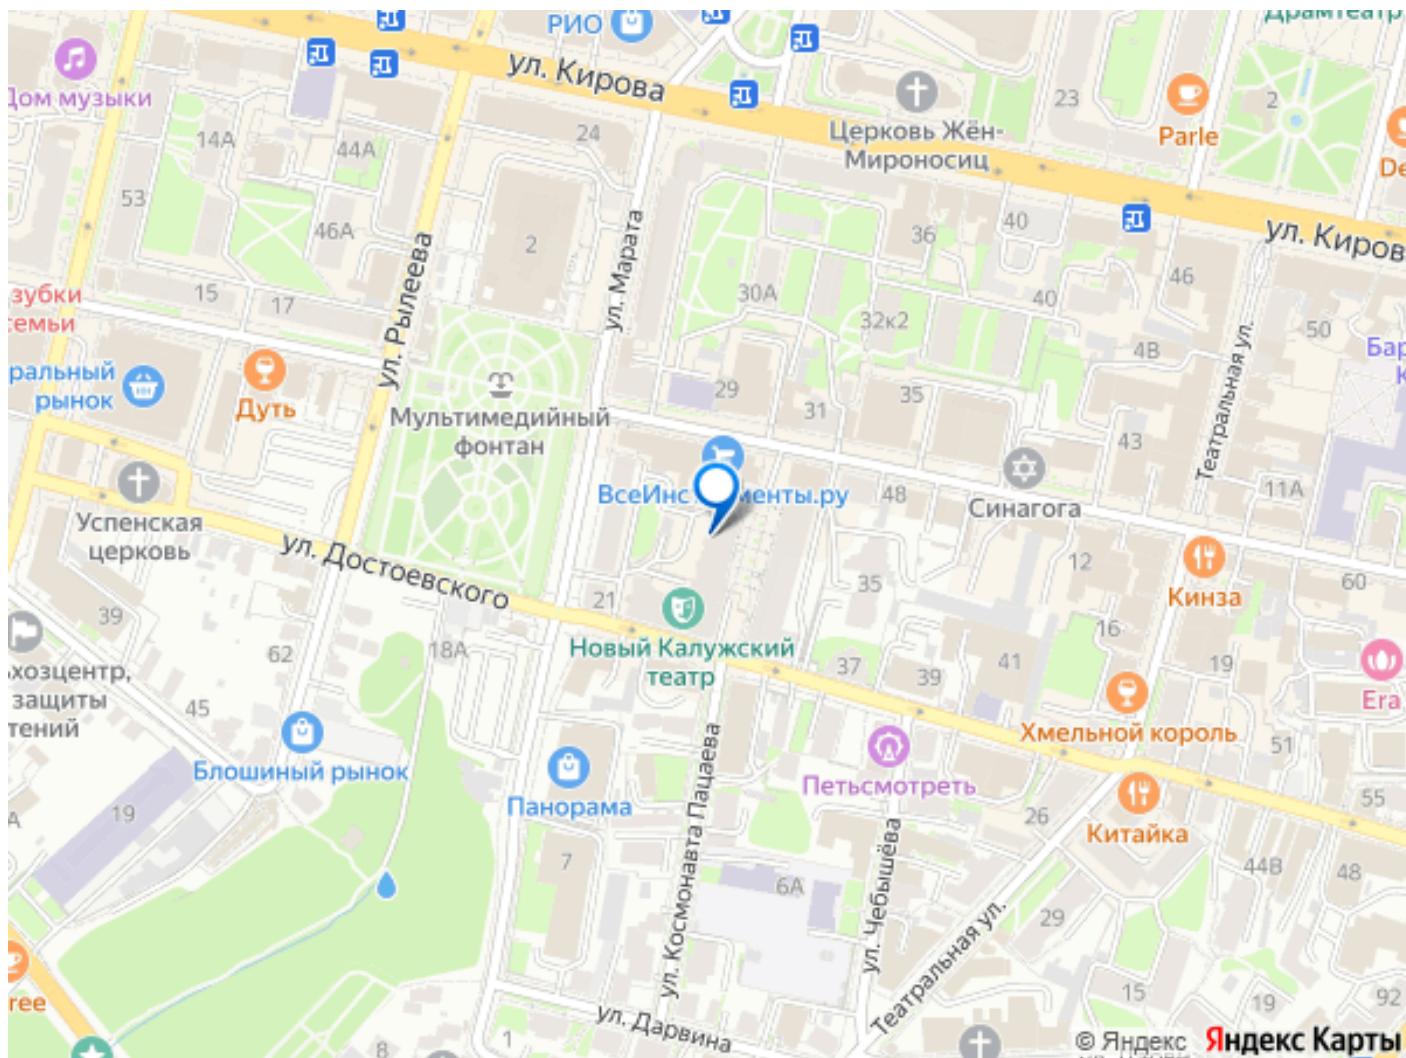 Драмтеатр
РИО
ул. Кирова
Дом музыки
23
2
Parle
De
24
Церковь Жён-
Мироносиц
14А
44А
53
46А
2
ул. Марата
36
40
ул. Киров
46
зубки
семьи
15
17
ул. Рылеева
30А
32к2
40
4В
50
Театральная ул.
Бар
К
ральный
рынок
Дуть
Мультимедийный
фонтан
29
31
35
43
ВсеИнс
менты.ру
48
Синагога
11А
Успенская
церковь
ул. Достоевского
12
60
Кинза
39
21
35
16
62
18А
Новый Калужский
театр
37
39
41
19
хозцентр,
защиты
тений
45
Era
Хмельной король
51
Блошиный рынок
Панорама
ул. Космонавта Пацаева
Петьсмотреть
19
А
26
Китайка
55
7
6А
ул. Чебышёва
44В
48
Театральная ул.
29
ree
15
19
92
ул. Дарвина
1
8
© Яндекс
Яндекс Карты